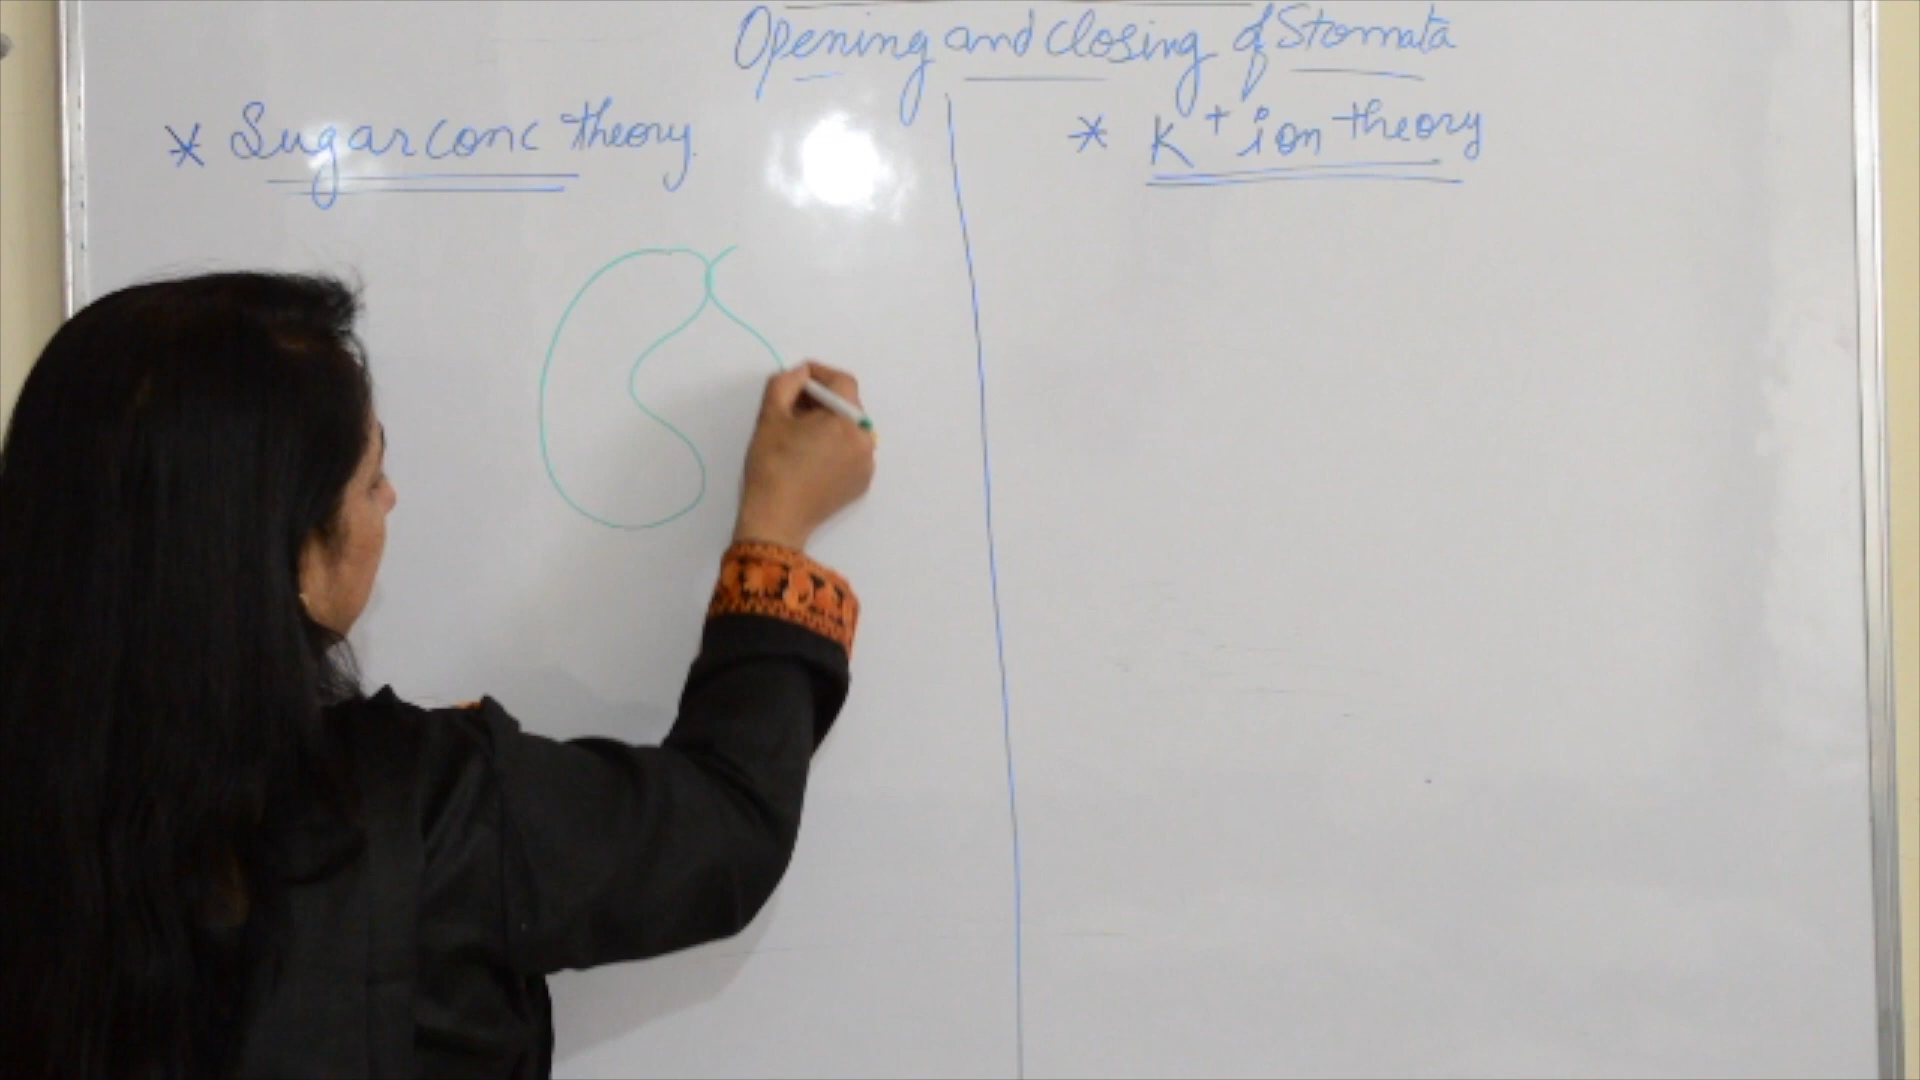 Opening and closing of Stomata
* Sugar conc theory.
* K+ ion theory